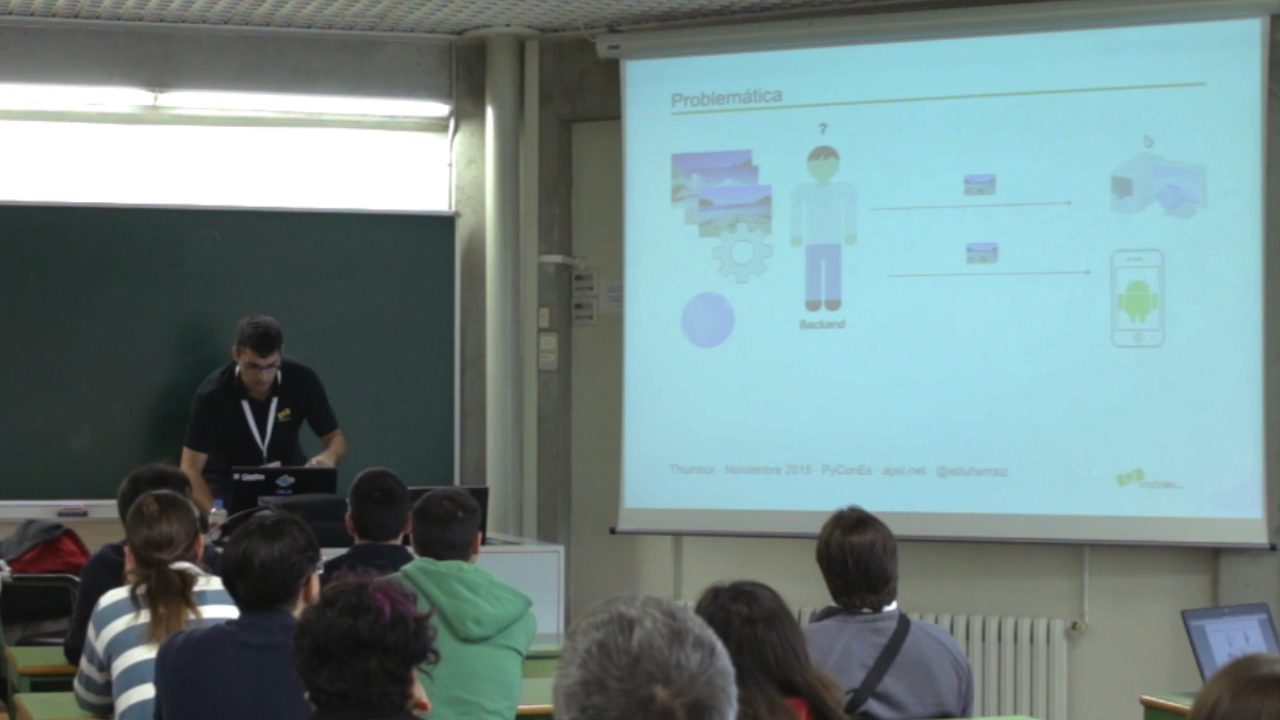 Problemática
?
Backend
Thumbor · Noviembre 2015 · PyConEs · apsl.net · @eduherraiz